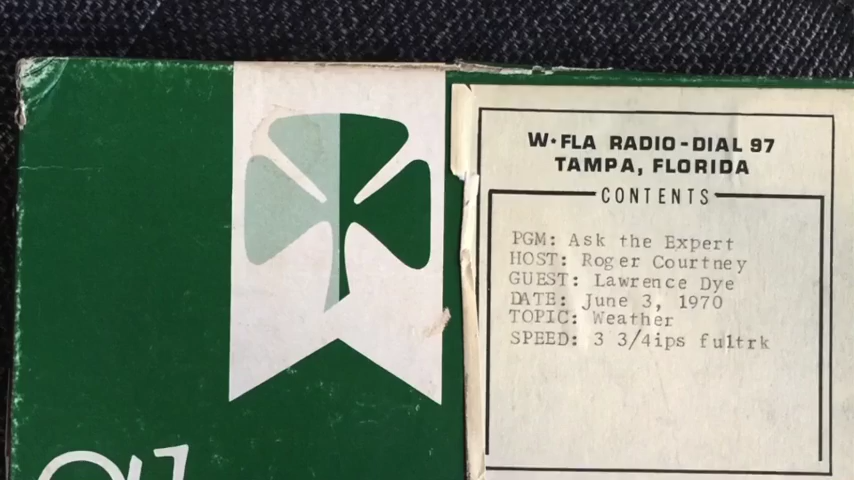 W•FLA RADIO-DIAL 97
TAMPA, FLORIDA
CONTENTS
PGM: Ask the Expert
HOST: Roger Courtney
GUEST: Lawrence Dye
DATE: June 3, 1970
TOPIC: Weather
SPEED: 3 3/4ips fultrk